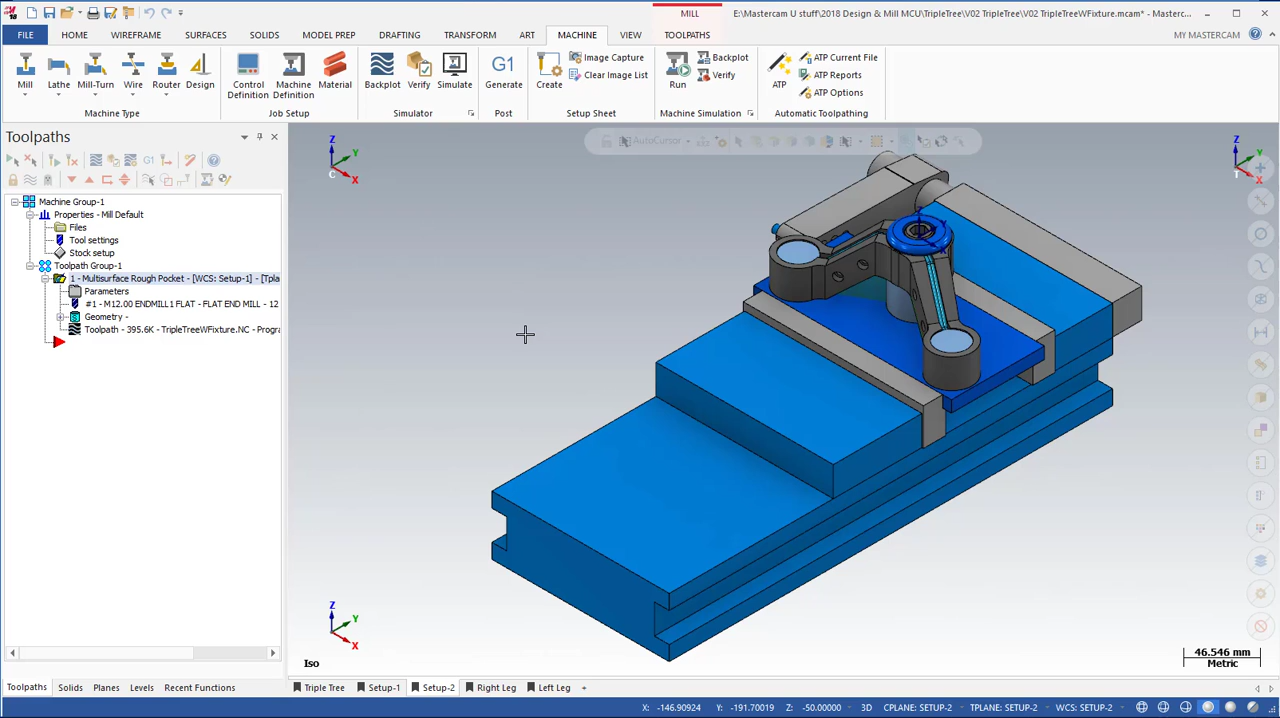 MILL
E:\Mastercam U stuff\2018 Design & Mill MCU\TripleTree\V02 TripleTree\V02 TripleTreeWFixture.mcam* - Masterc...
FILE HOME WIREFRAME SURFACES SOLIDS MODEL PREP DRAFTING TRANSFORM ART MACHINE VIEW TOOLPATHS MY MASTERCAM
Mill Lathe Mill-Turn Wire Router Design
Machine Type
Control Definition
Machine Definition
Material
Job Setup
Backplot Verify Simulate
Simulator
G1
Generate
Post
Create
Image Capture
Clear Image List
Setup Sheet
Run
Backplot
Verify
Machine Simulation
ATP
ATP Current File
ATP Reports
ATP Options
Automatic Toolpathing
Toolpaths
G1
Machine Group-1
Properties - Mill Default
Files
Tool settings
Stock setup
Toolpath Group-1
1 - Multisurface Rough Pocket - [WCS: Setup-1] - [Tpla
Parameters
#1 - M12.00 ENDMILL1 FLAT - FLAT END MILL - 12
Geometry -
Toolpath - 395.6K - TripleTreeWFixture.NC - Progra
AutoCursor
Z
Y
X
C
Z
Y
X
T
Z
Y
X
Iso
46.546 mm
Metric
Toolpaths Solids Planes Levels Recent Functions
Triple Tree Setup-1 Setup-2 Right Leg Left Leg +
X: -146.90924 Y: -191.70019 Z: -50.00000 3D CPLANE: SETUP-2 TPLANE: SETUP-2 WCS: SETUP-2